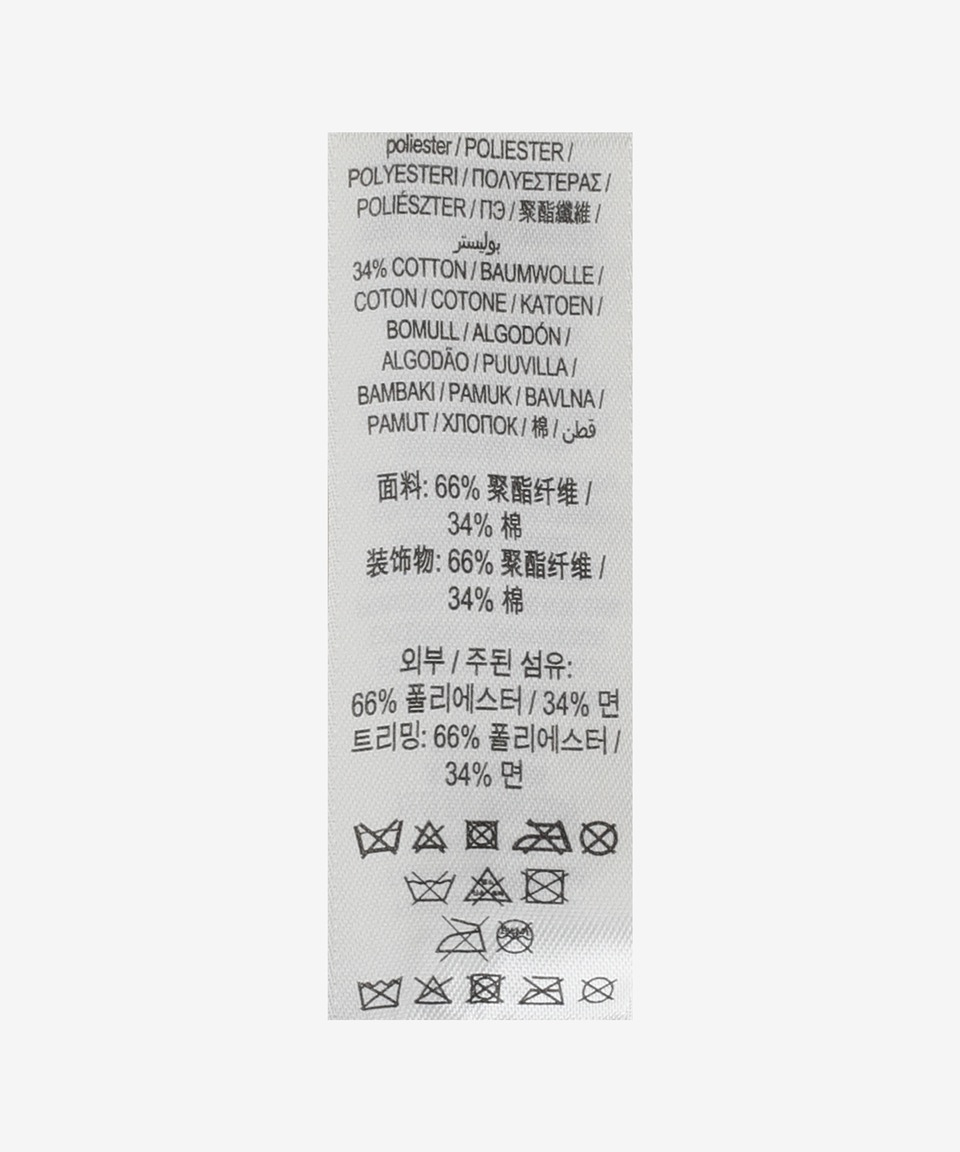 poliester / POLIESTER /
POLYESTERI / ΠΟΛΥΕΣΤΕΡΑΣ /
POLIÉSZTER / ПЭ / 聚酯纖維 /
بوليستر
34% COTTON / BAUMWOLLE /
COTON / COTONE / KATOEN /
BOMULL / ALGODÓN /
ALGODÃO / PUUVILLA /
BAMBAKI / PAMUK / BAVLNA /
PAMUT / ХЛОПОК / 棉 / قطن
面料: 66% 聚酯纤维 /
34% 棉
装饰物: 66% 聚酯纤维 /
34% 棉
외부 / 주된 섬유:
66% 폴리에스터 / 34% 면
트리밍: 66% 폴리에스터 /
34% 면